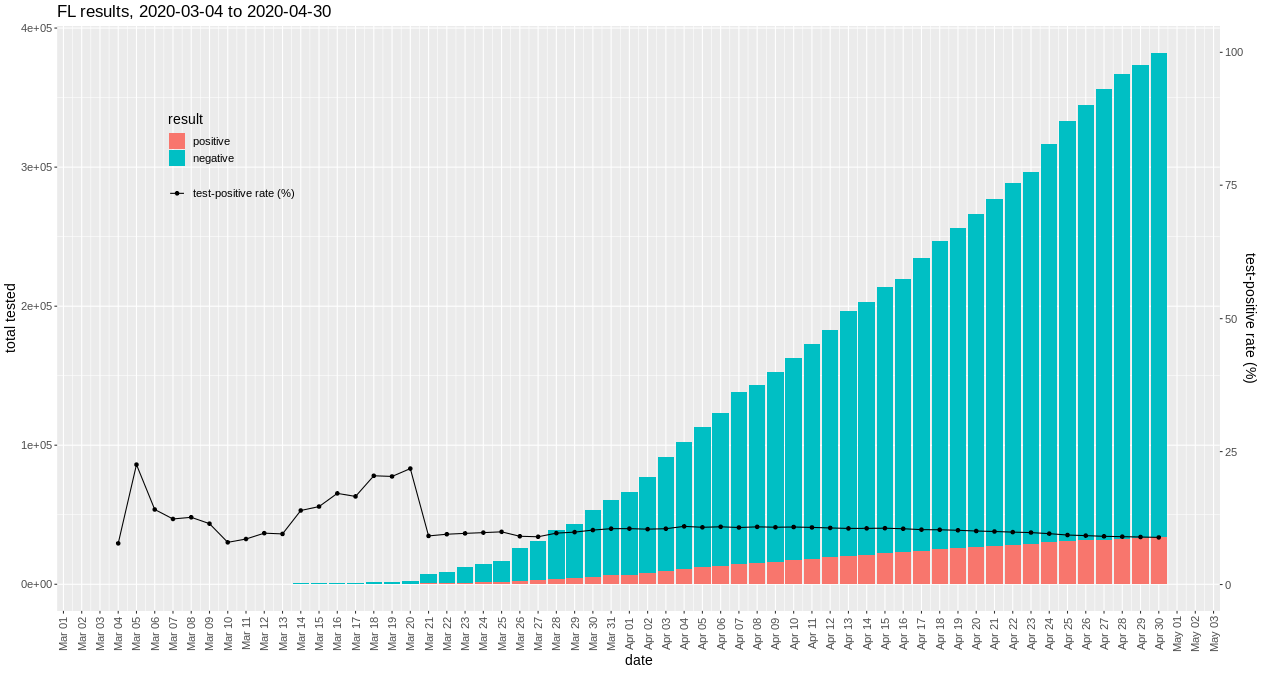 FL results, 2020-03-04 to 2020-04-30
4e+05
3e+05
2e+05
1e+05
0e+00
total tested
result
positive
negative
test-positive rate (%)
100
75
50
25
0
test-positive rate (%)
Mar 01
Mar 02
Mar 03
Mar 04
Mar 05
Mar 06
Mar 07
Mar 08
Mar 09
Mar 10
Mar 11
Mar 12
Mar 13
Mar 14
Mar 15
Mar 16
Mar 17
Mar 18
Mar 19
Mar 20
Mar 21
Mar 22
Mar 23
Mar 24
Mar 25
Mar 26
Mar 27
Mar 28
Mar 29
Mar 30
Mar 31
Apr 01
Apr 02
Apr 03
Apr 04
Apr 05
Apr 06
Apr 07
Apr 08
Apr 09
Apr 10
Apr 11
Apr 12
Apr 13
Apr 14
Apr 15
Apr 16
Apr 17
Apr 18
Apr 19
Apr 20
Apr 21
Apr 22
Apr 23
Apr 24
Apr 25
Apr 26
Apr 27
Apr 28
Apr 29
Apr 30
May 01
May 02
May 03
date